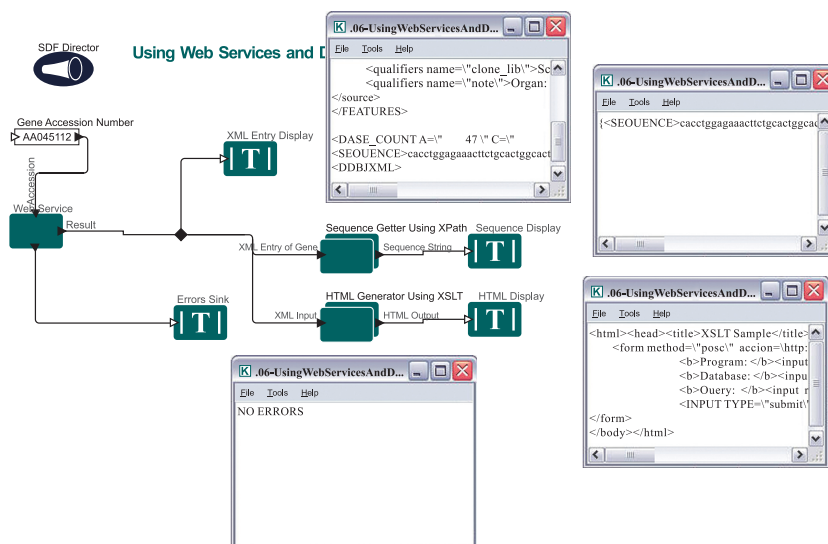 SDF Director
Using Web Services and D
Gene Accession Number
AA045112
Accession
Web Service
Result
XML Entry Display
T
Errors Sink
T
XML Entry of Gene
Sequence Getter Using XPath
Sequence String
Sequence Display
T
XML Input
HTML Generator Using XSLT
HTML Output
HTML Display
T
K .06-UsingWebServicesAndD...
File Tools Help
<qualifiers name=\"clone_lib\">Sc
<qualifiers name=\"note\">Organ:
</source>
</FEATURES>
<DASE_COUNT A=\" 47 \" C=\"
<SEOUENCE>cacctggagaaacttctgcactggcact
<DDBJXML>
K .06-UsingWebServicesAndD...
File Tools Help
{<SEOUENCE>cacctggagaaacttctgcactggcac
K .06-UsingWebServicesAndD...
File Tools Help
<html><head><title>XSLT Sample</title>
<form method=\"posc\" accion=\http:
<b>Program: </b><input
<b>Database: </b><inpu
<b>Ouery: </b><input r
<INPUT TYPE=\"submit\"
</form>
</body></html>
K .06-UsingWebServicesAndD...
File Tools Help
NO ERRORS